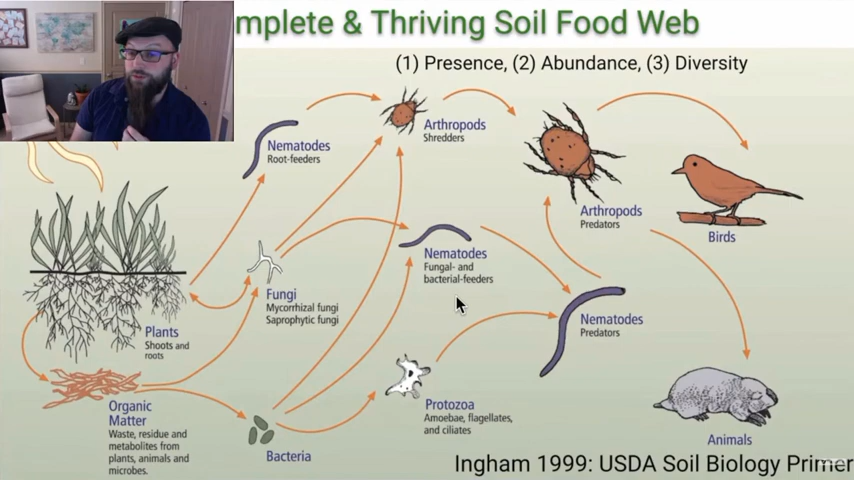 mplete & Thriving Soil Food Web
(1) Presence, (2) Abundance, (3) Diversity
Nematodes
Root-feeders
Arthropods
Shredders
Arthropods
Predators
Birds
Nematodes
Fungal- and
bacterial-feeders
Fungi
Mycorrhizal fungi
Saprophytic fungi
Plants
Shoots and
roots
Nematodes
Predators
Organic
Matter
Waste, residue and
metabolites from
plants, animals and
microbes.
Bacteria
Protozoa
Amoebae, flagellates,
and ciliates
Animals
Ingham 1999: USDA Soil Biology Primer